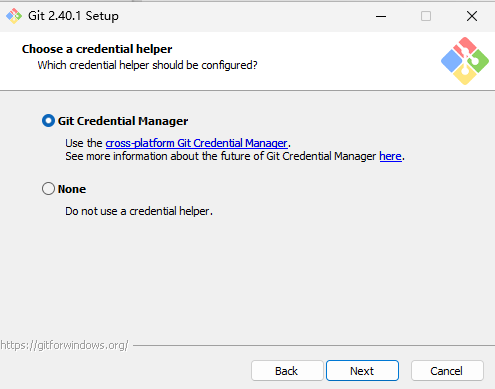 Git 2.40.1 Setup
Choose a credential helper
Which credential helper should be configured?
Git Credential Manager
Use the cross-platform Git Credential Manager.
See more information about the future of Git Credential Manager here.
None
Do not use a credential helper.
https://gitforwindows.org/
Back Next Cancel